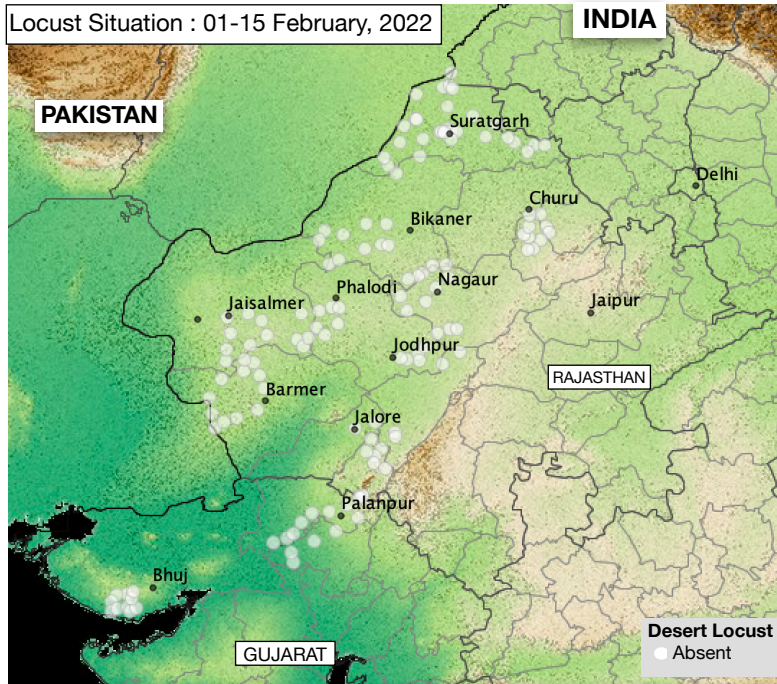 Locust Situation : 01-15 February, 2022
INDIA
PAKISTAN
Suratgarh
Delhi
Churu
Bikaner
Phalodi
Nagaur
Jaisalmer
Jaipur
Jodhpur
RAJASTHAN
Barmer
Jalore
Palanpur
Bhuj
GUJARAT
Desert Locust
Absent